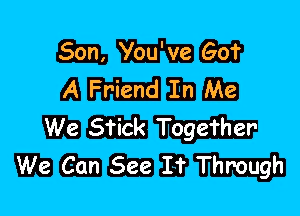 Son, You've Got
A Friend In Me
We Stick Together
We Can See It Through